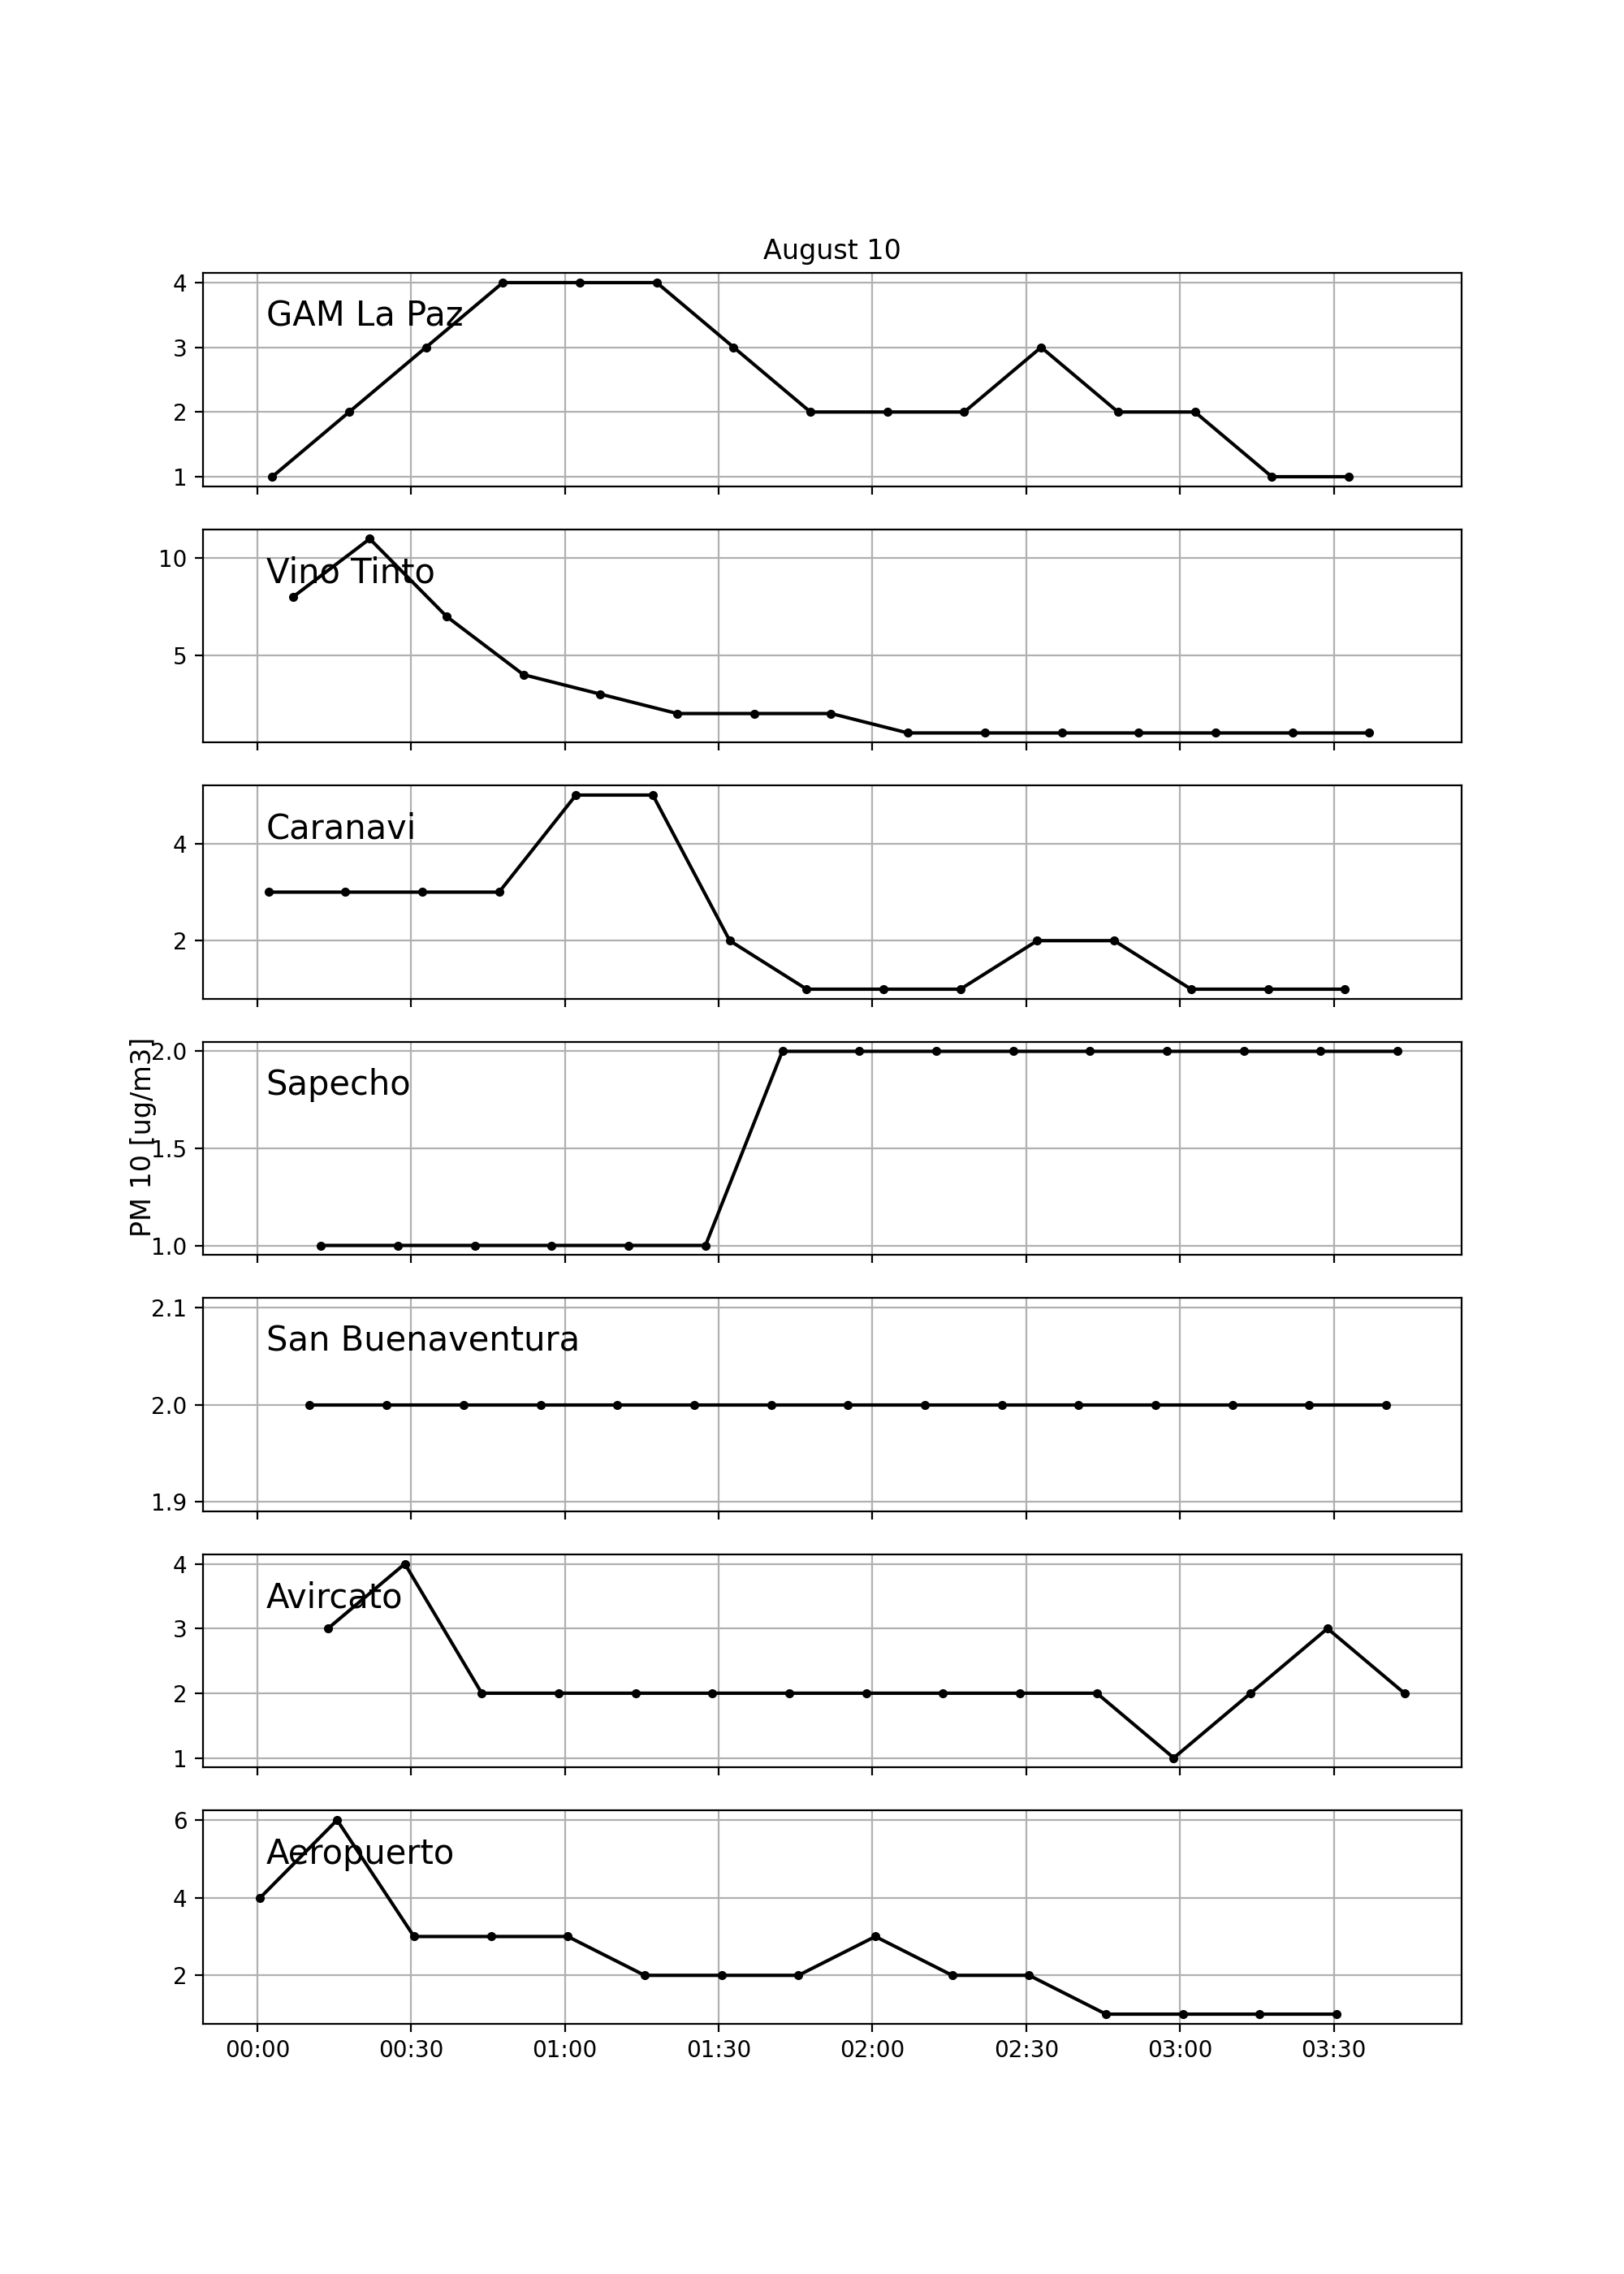 August 10
4
GAM La Paz
3
2
1
10
Vino Tinto
5
Caranavi
4
2
PM 10 [ug/m3]
2.0
Sapecho
1.5
1.0
2.1
San Buenaventura
2.0
1.9
4
Avircato
3
2
1
6
Aeropuerto
4
2
00:00 00:30 01:00 01:30 02:00 02:30 03:00 03:30